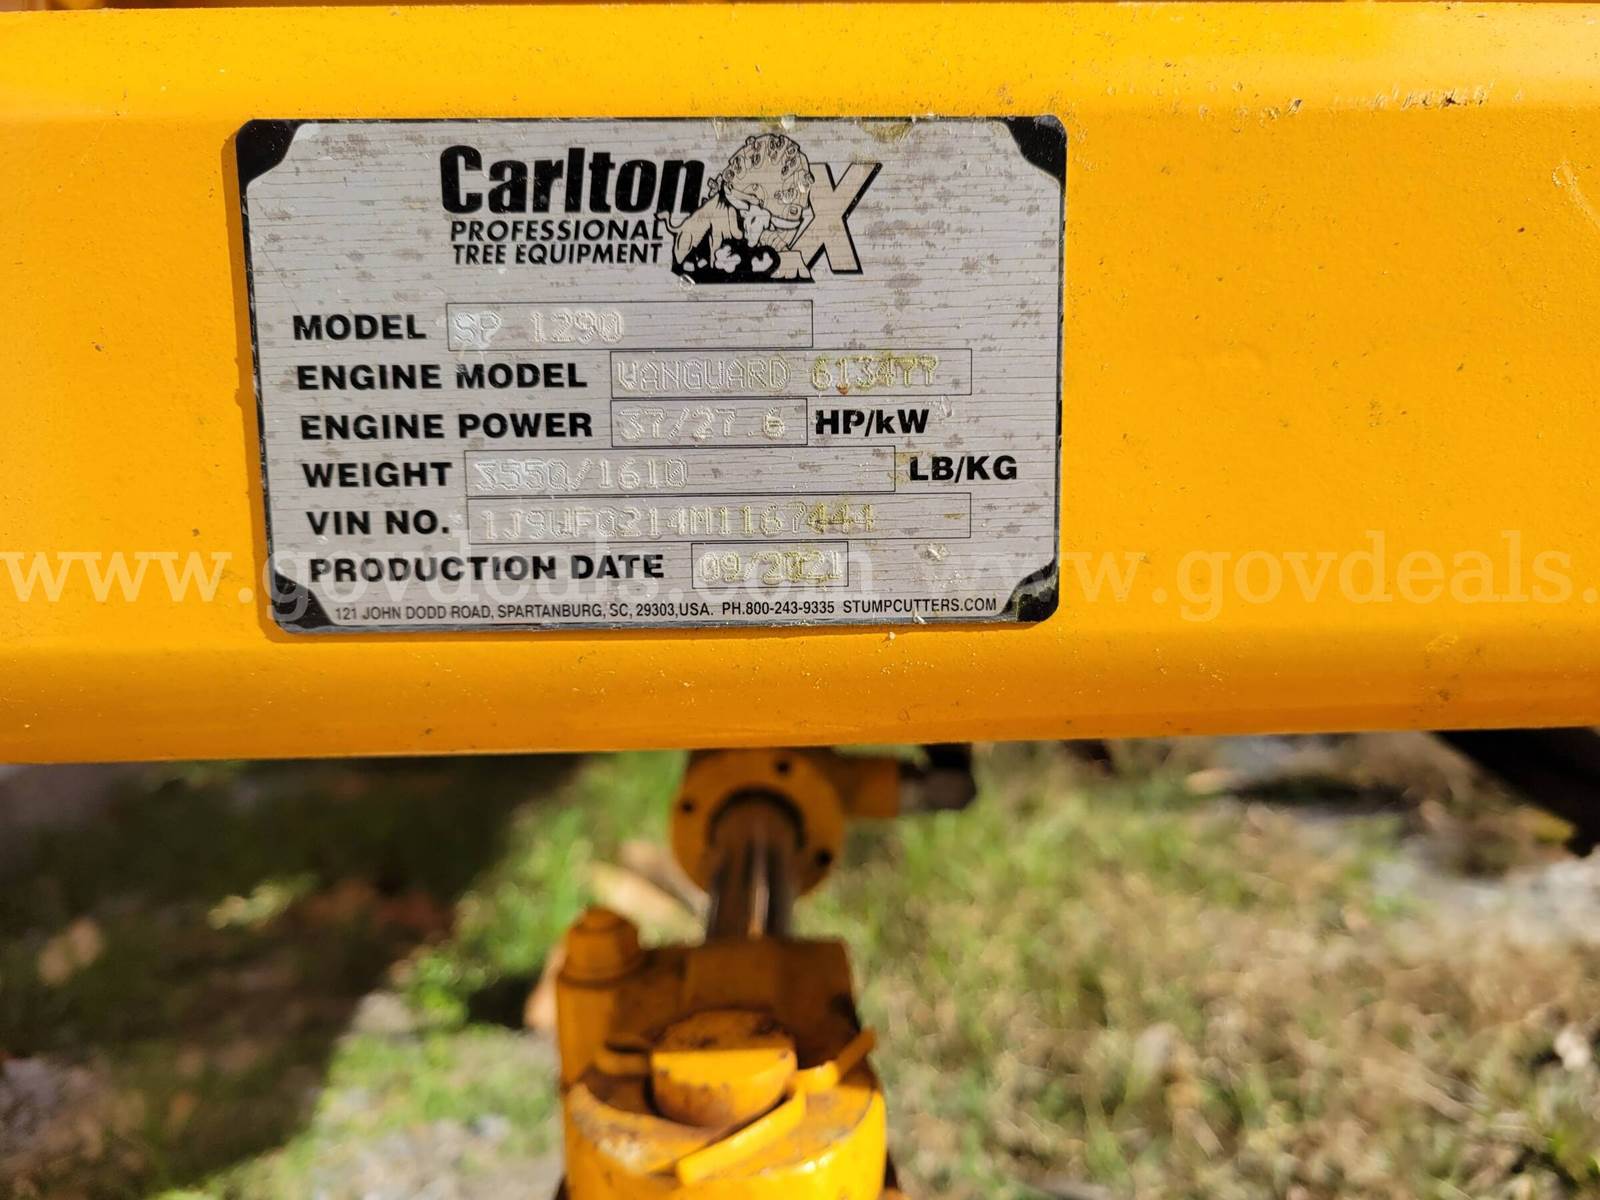 Carlton OX
PROFESSIONAL
TREE EQUIPMENT
MODEL SP 1290
ENGINE MODEL VANGUARD 613477
ENGINE POWER 37/27.6 HP/kW
WEIGHT 3550/1610 LB/KG
VIN NO. 1J9WF0214M1167444
PRODUCTION DATE 09/2021
121 JOHN DODD ROAD, SPARTANBURG, SC, 29303,USA. PH.800-243-9335 STUMPCUTTERS.COM
www.govdeals.com www.govdeals.